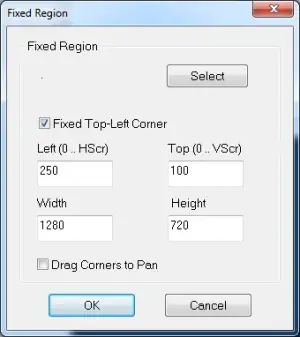 Fixed Region
Fixed Region
Select
Fixed Top-Left Corner
Left (0 .. HScr) Top (0 .. VScr)
250 100
Width Height
1280 720
Drag Corners to Pan
OK Cancel